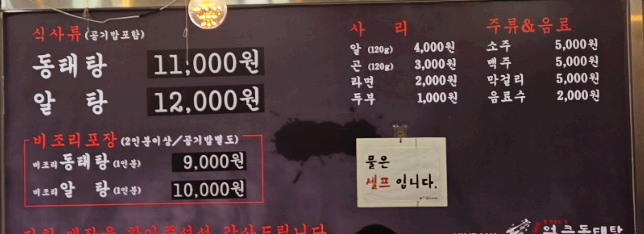 식사류(공기밥포함)
동태탕 11,000원
알 탕 12,000원
비조리포장(2인분이상/공기밥별도)
비조리동태탕(1인분) 9,000원
비조리알 탕(1인분) 10,000원
사 리
알 (120g) 4,000원
곤 (120g) 3,000원
라면 2,000원
두부 1,000원
주류&음료
소주 5,000원
맥주 5,000원
막걸리 5,000원
음료수 2,000원
물은
셀프 입니다.